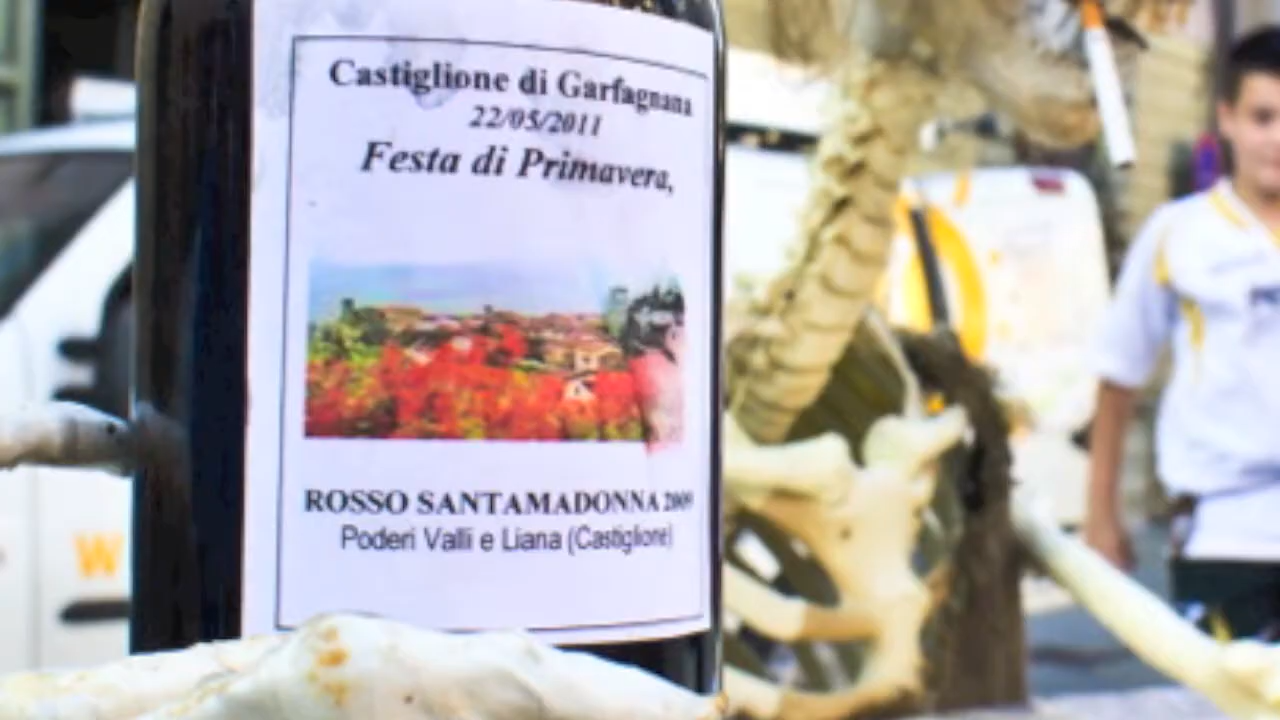 Castiglione di Garfagnana
22/05/2011
Festa di Primavera,
ROSSO SANTAMADONNA 2009
Poderi Valli e Liana (Castiglione)
W